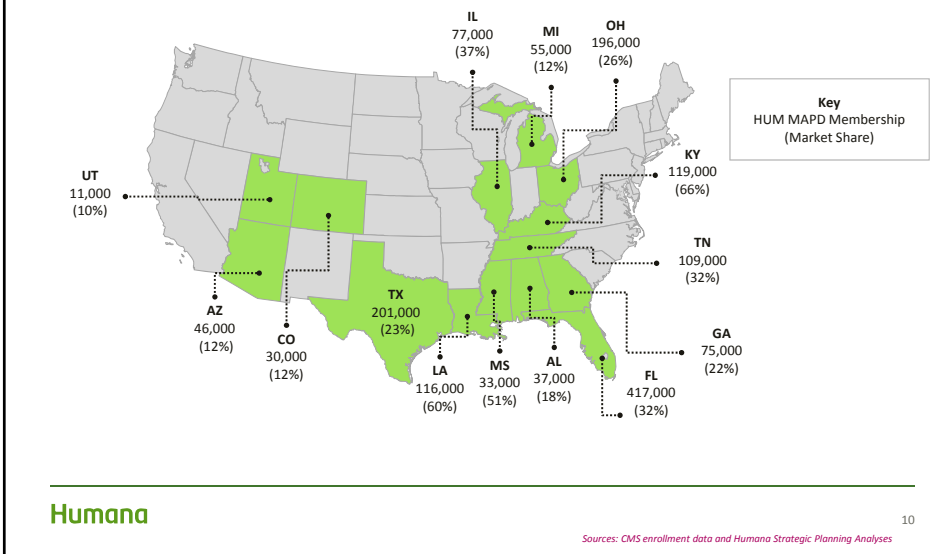 IL
77,000
(37%)
MI
55,000
(12%)
OH
196,000
(26%)
Key
HUM MAPD Membership
(Market Share)
KY
119,000
(66%)
UT
11,000
(10%)
TN
109,000
(32%)
TX
201,000
(23%)
AZ
46,000
(12%)
CO
30,000
(12%)
LA
116,000
(60%)
MS
33,000
(51%)
AL
37,000
(18%)
GA
75,000
(22%)
FL
417,000
(32%)
Humana
10
Sources: CMS enrollment data and Humana Strategic Planning Analyses